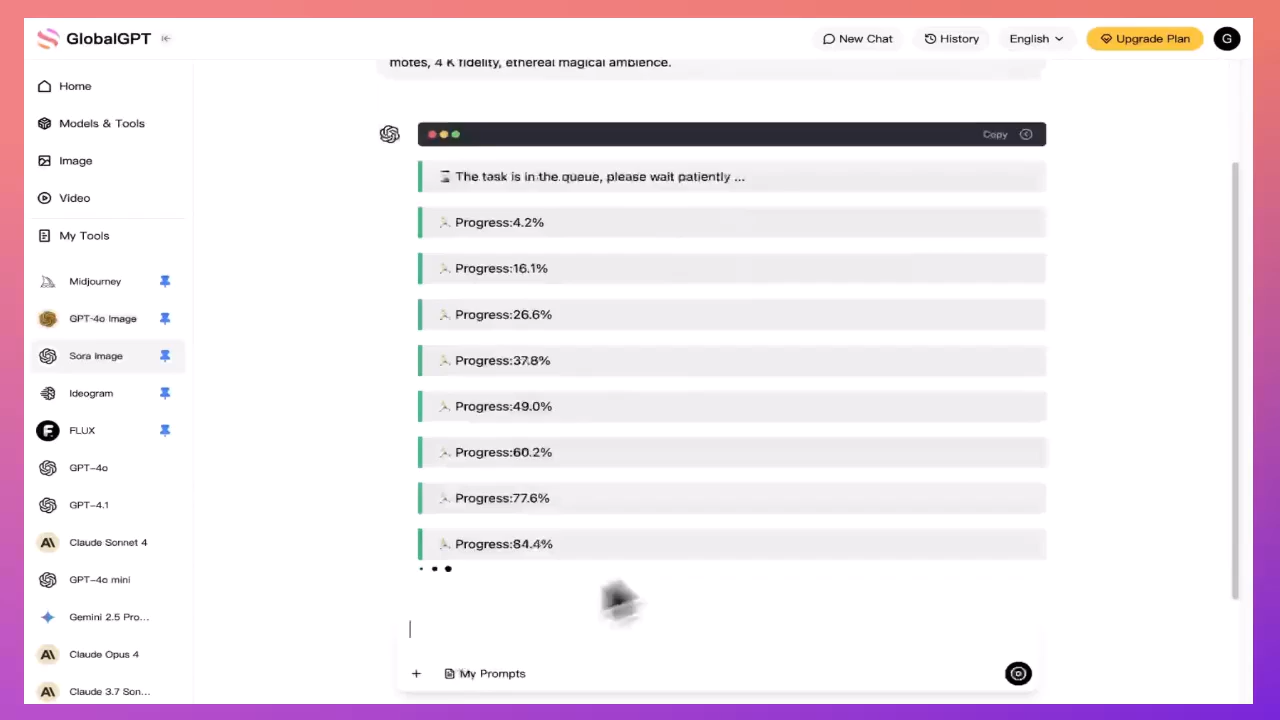 GlobalGPT
New Chat
History
English
Upgrade Plan
G
Home
Models & Tools
Image
Video
My Tools
Midjourney
GPT-4o Image
Sora Image
Ideogram
FLUX
GPT-4o
GPT-4.1
Claude Sonnet 4
GPT-4o mini
Gemini 2.5 Pro...
Claude Opus 4
Claude 3.7 Son...
motes, 4 K fidelity, ethereal magical ambience.
Copy
The task is in the queue, please wait patiently ...
Progress:4.2%
Progress:16.1%
Progress:26.6%
Progress:37.8%
Progress:49.0%
Progress:60.2%
Progress:77.6%
Progress:84.4%
My Prompts